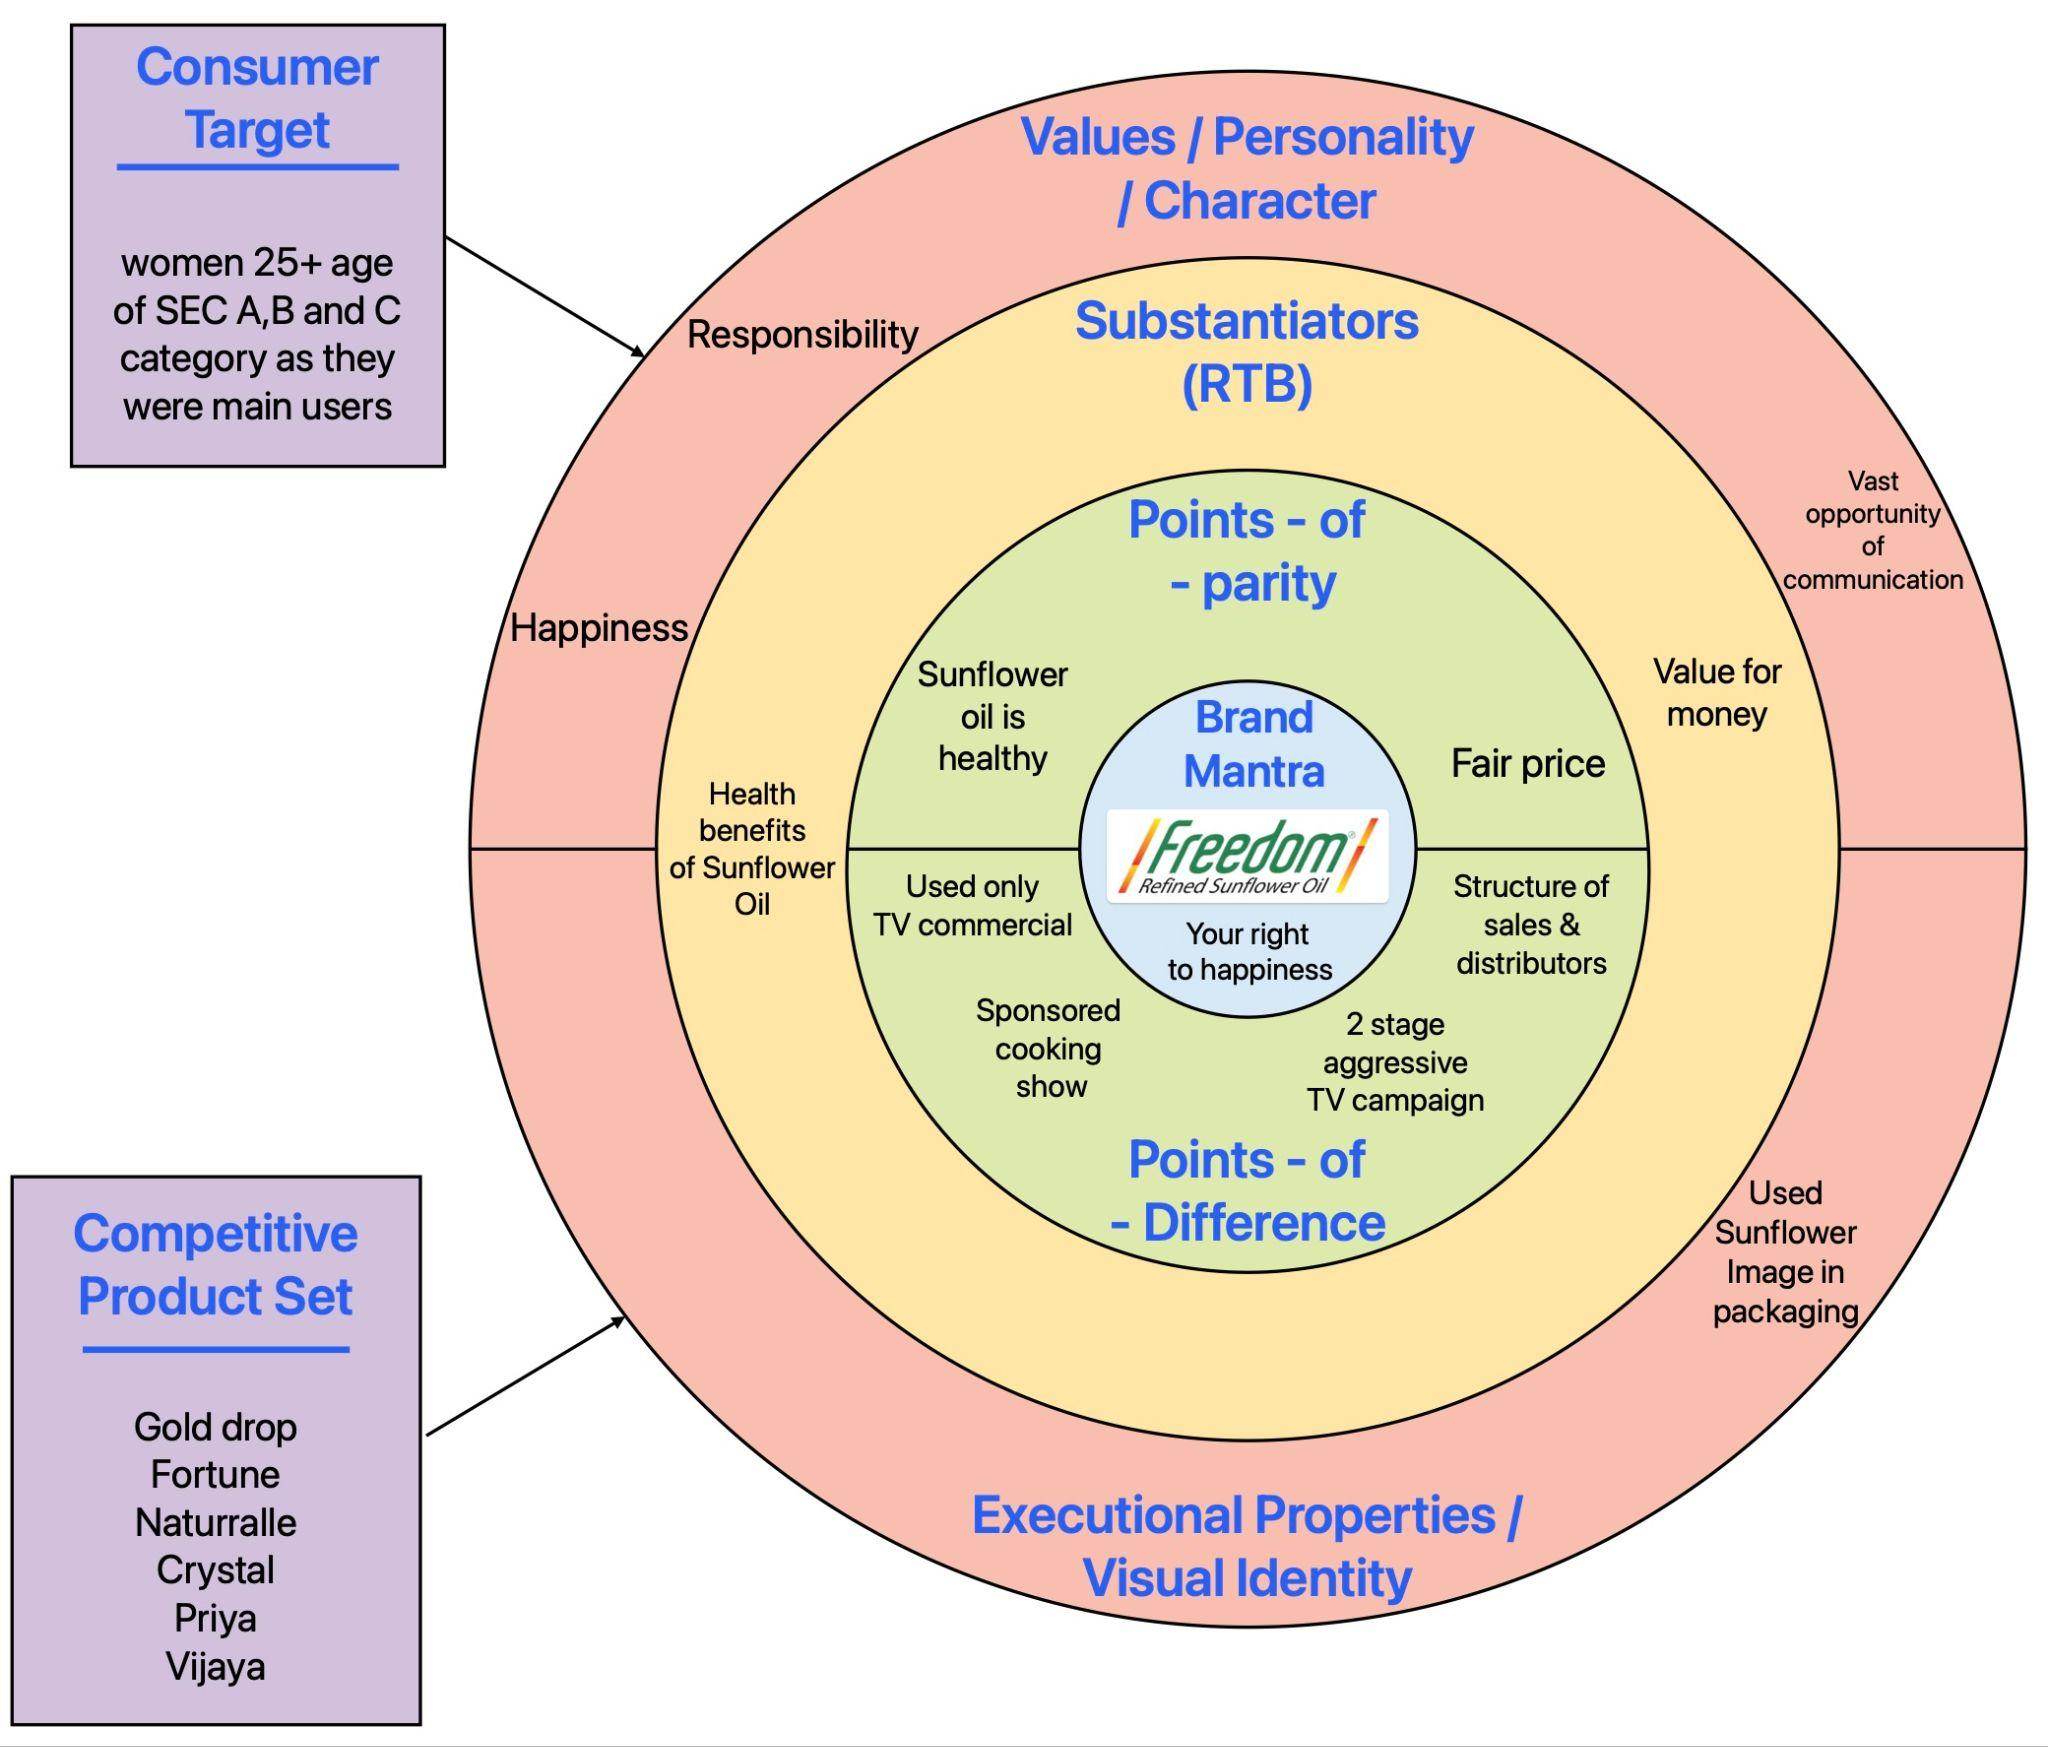 Consumer
Target
women 25+ age
of SEC A,B and C
category as they
were main users
Values / Personality
/ Character
Responsibility
Happiness
Vast
opportunity
of
communication
Substantiators
(RTB)
Value for
money
Health
benefits
of Sunflower
Oil
Points - of
- parity
Sunflower
oil is
healthy
Fair price
Brand
Mantra
Freedom®
Refined Sunflower Oil
Your right
to happiness
Used only
TV commercial
Structure of
sales &
distributors
Sponsored
cooking
show
2 stage
aggressive
TV campaign
Points - of
- Difference
Used
Sunflower
Image in
packaging
Executional Properties /
Visual Identity
Competitive
Product Set
Gold drop
Fortune
Naturralle
Crystal
Priya
Vijaya